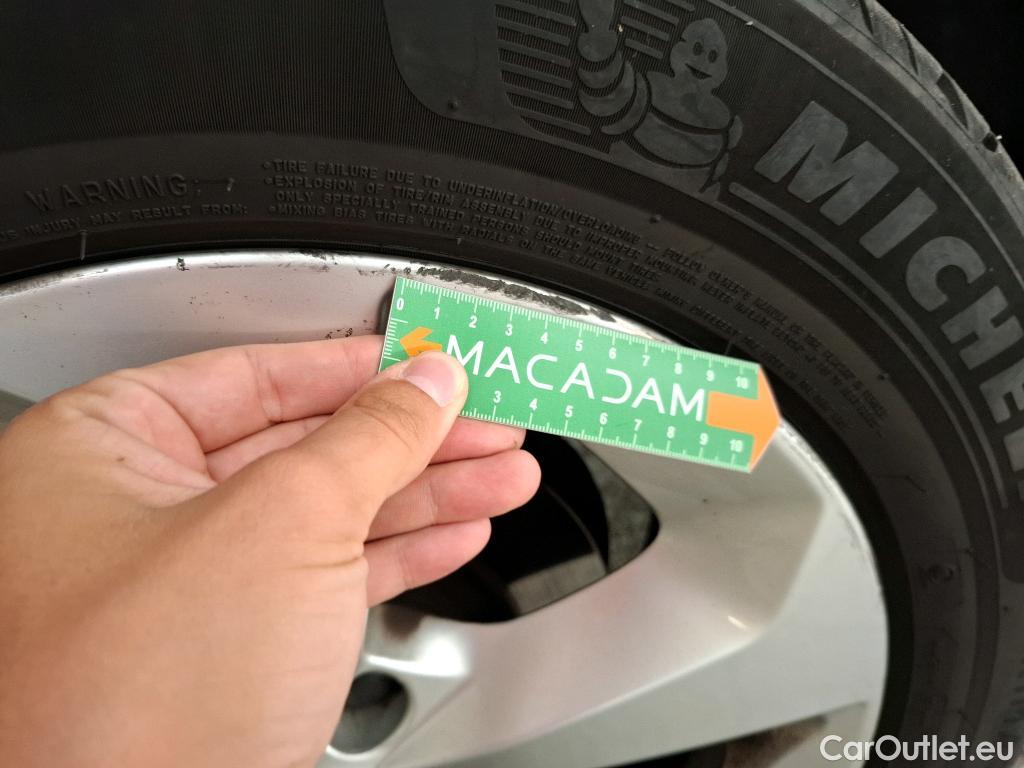 WARNING
INJURY MAY RESULT FROM:
•TIRE FAILURE DUE TO UNDERINFLATION/OVERLOADING
•EXPLOSION OF TIRE/RIM ASSEMBLY DUE TO IMPROPER MOUNTING
ONLY SPECIALLY TRAINED PERSONS SHOULD MOUNT TIRES
•MIXING BIAS TIRES
WITH RADIALS ON THE SAME VEHICLE
MICHE
0 1 2 3 4 5 6 7 8 9 10
MACADAM
3 4 5 6 7 8 9 10
CarOutlet.eu